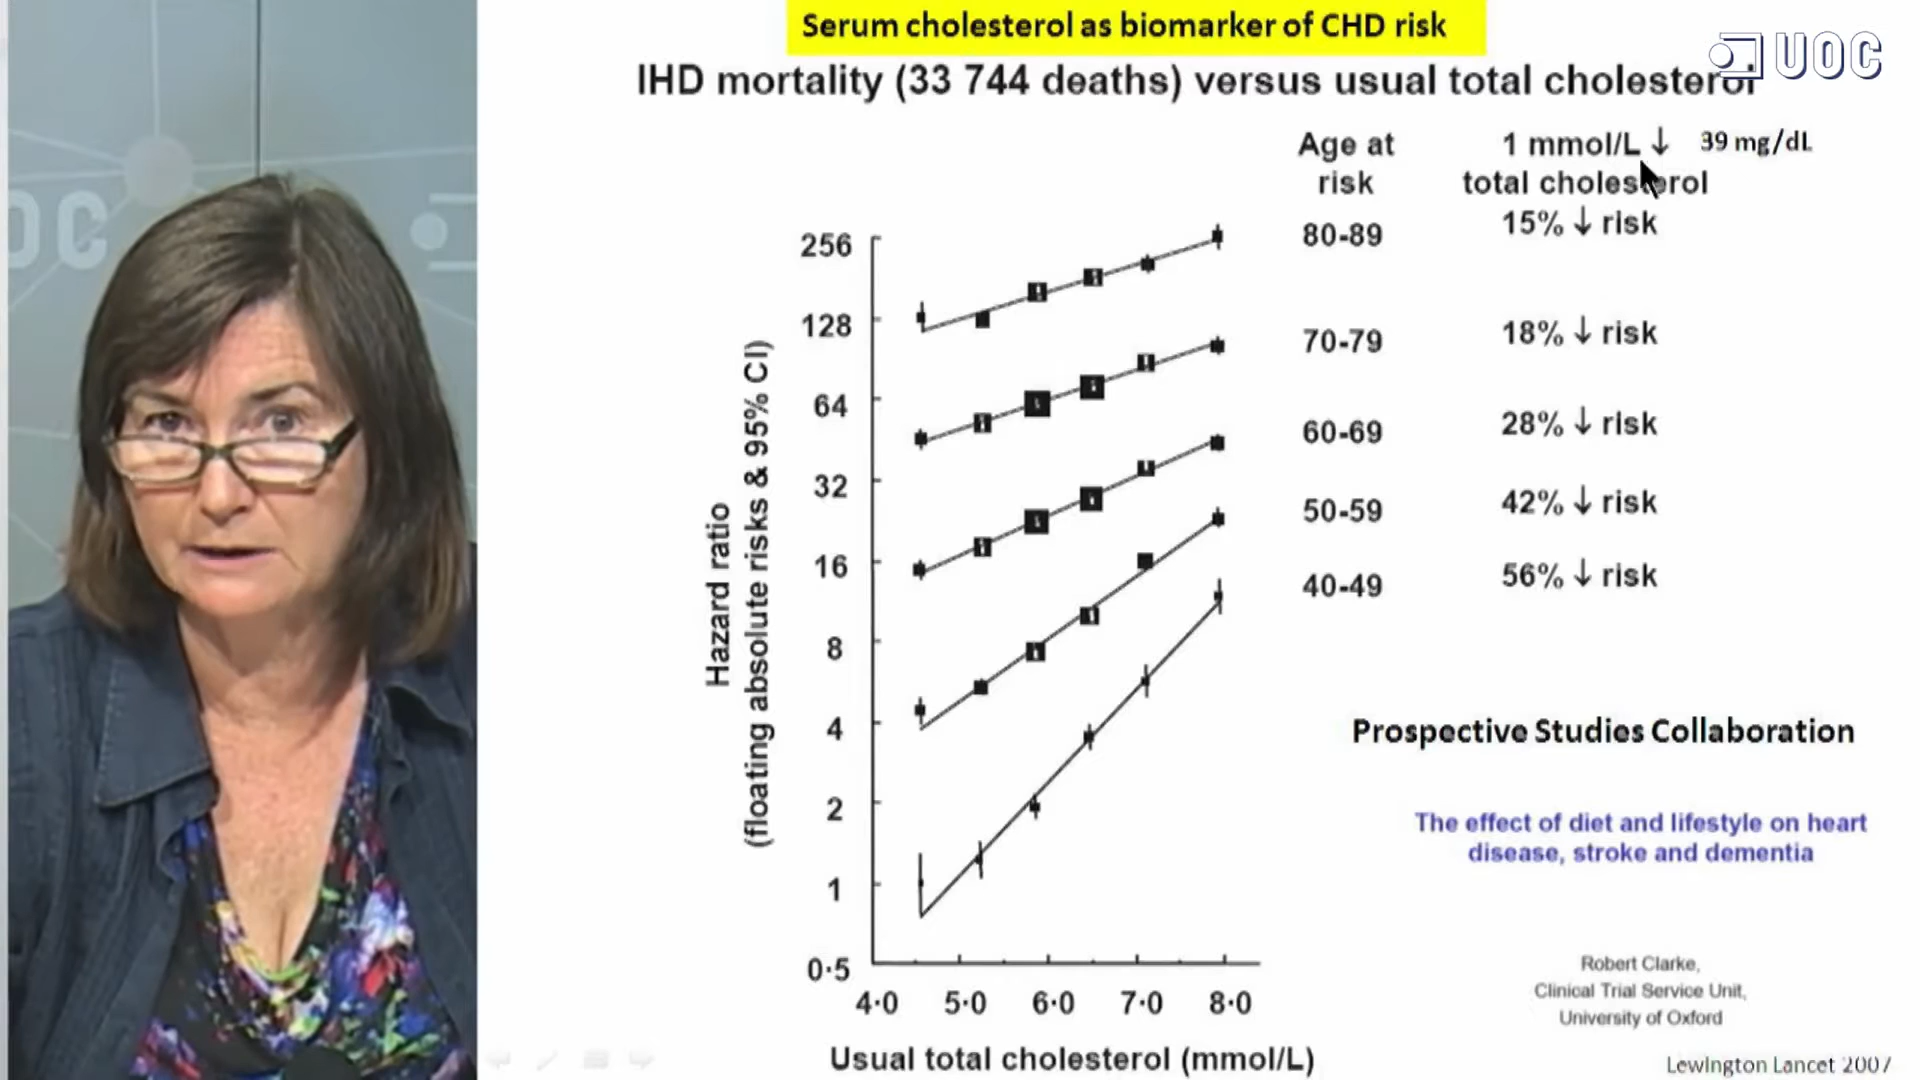 Serum cholesterol as biomarker of CHD risk
UOC
IHD mortality (33 744 deaths) versus usual total cholesterol
Age at risk
1 mmol/L ↓ total cholesterol
39 mg/dL
80-89 15% ↓ risk
70-79 18% ↓ risk
60-69 28% ↓ risk
50-59 42% ↓ risk
40-49 56% ↓ risk
256
128
64
32
16
8
4
2
1
0·5
Hazard ratio
(floating absolute risks & 95% CI)
4·0 5·0 6·0 7·0 8·0
Usual total cholesterol (mmol/L)
Prospective Studies Collaboration
The effect of diet and lifestyle on heart
disease, stroke and dementia
Robert Clarke,
Clinical Trial Service Unit,
University of Oxford
Lewington Lancet 2007
OC